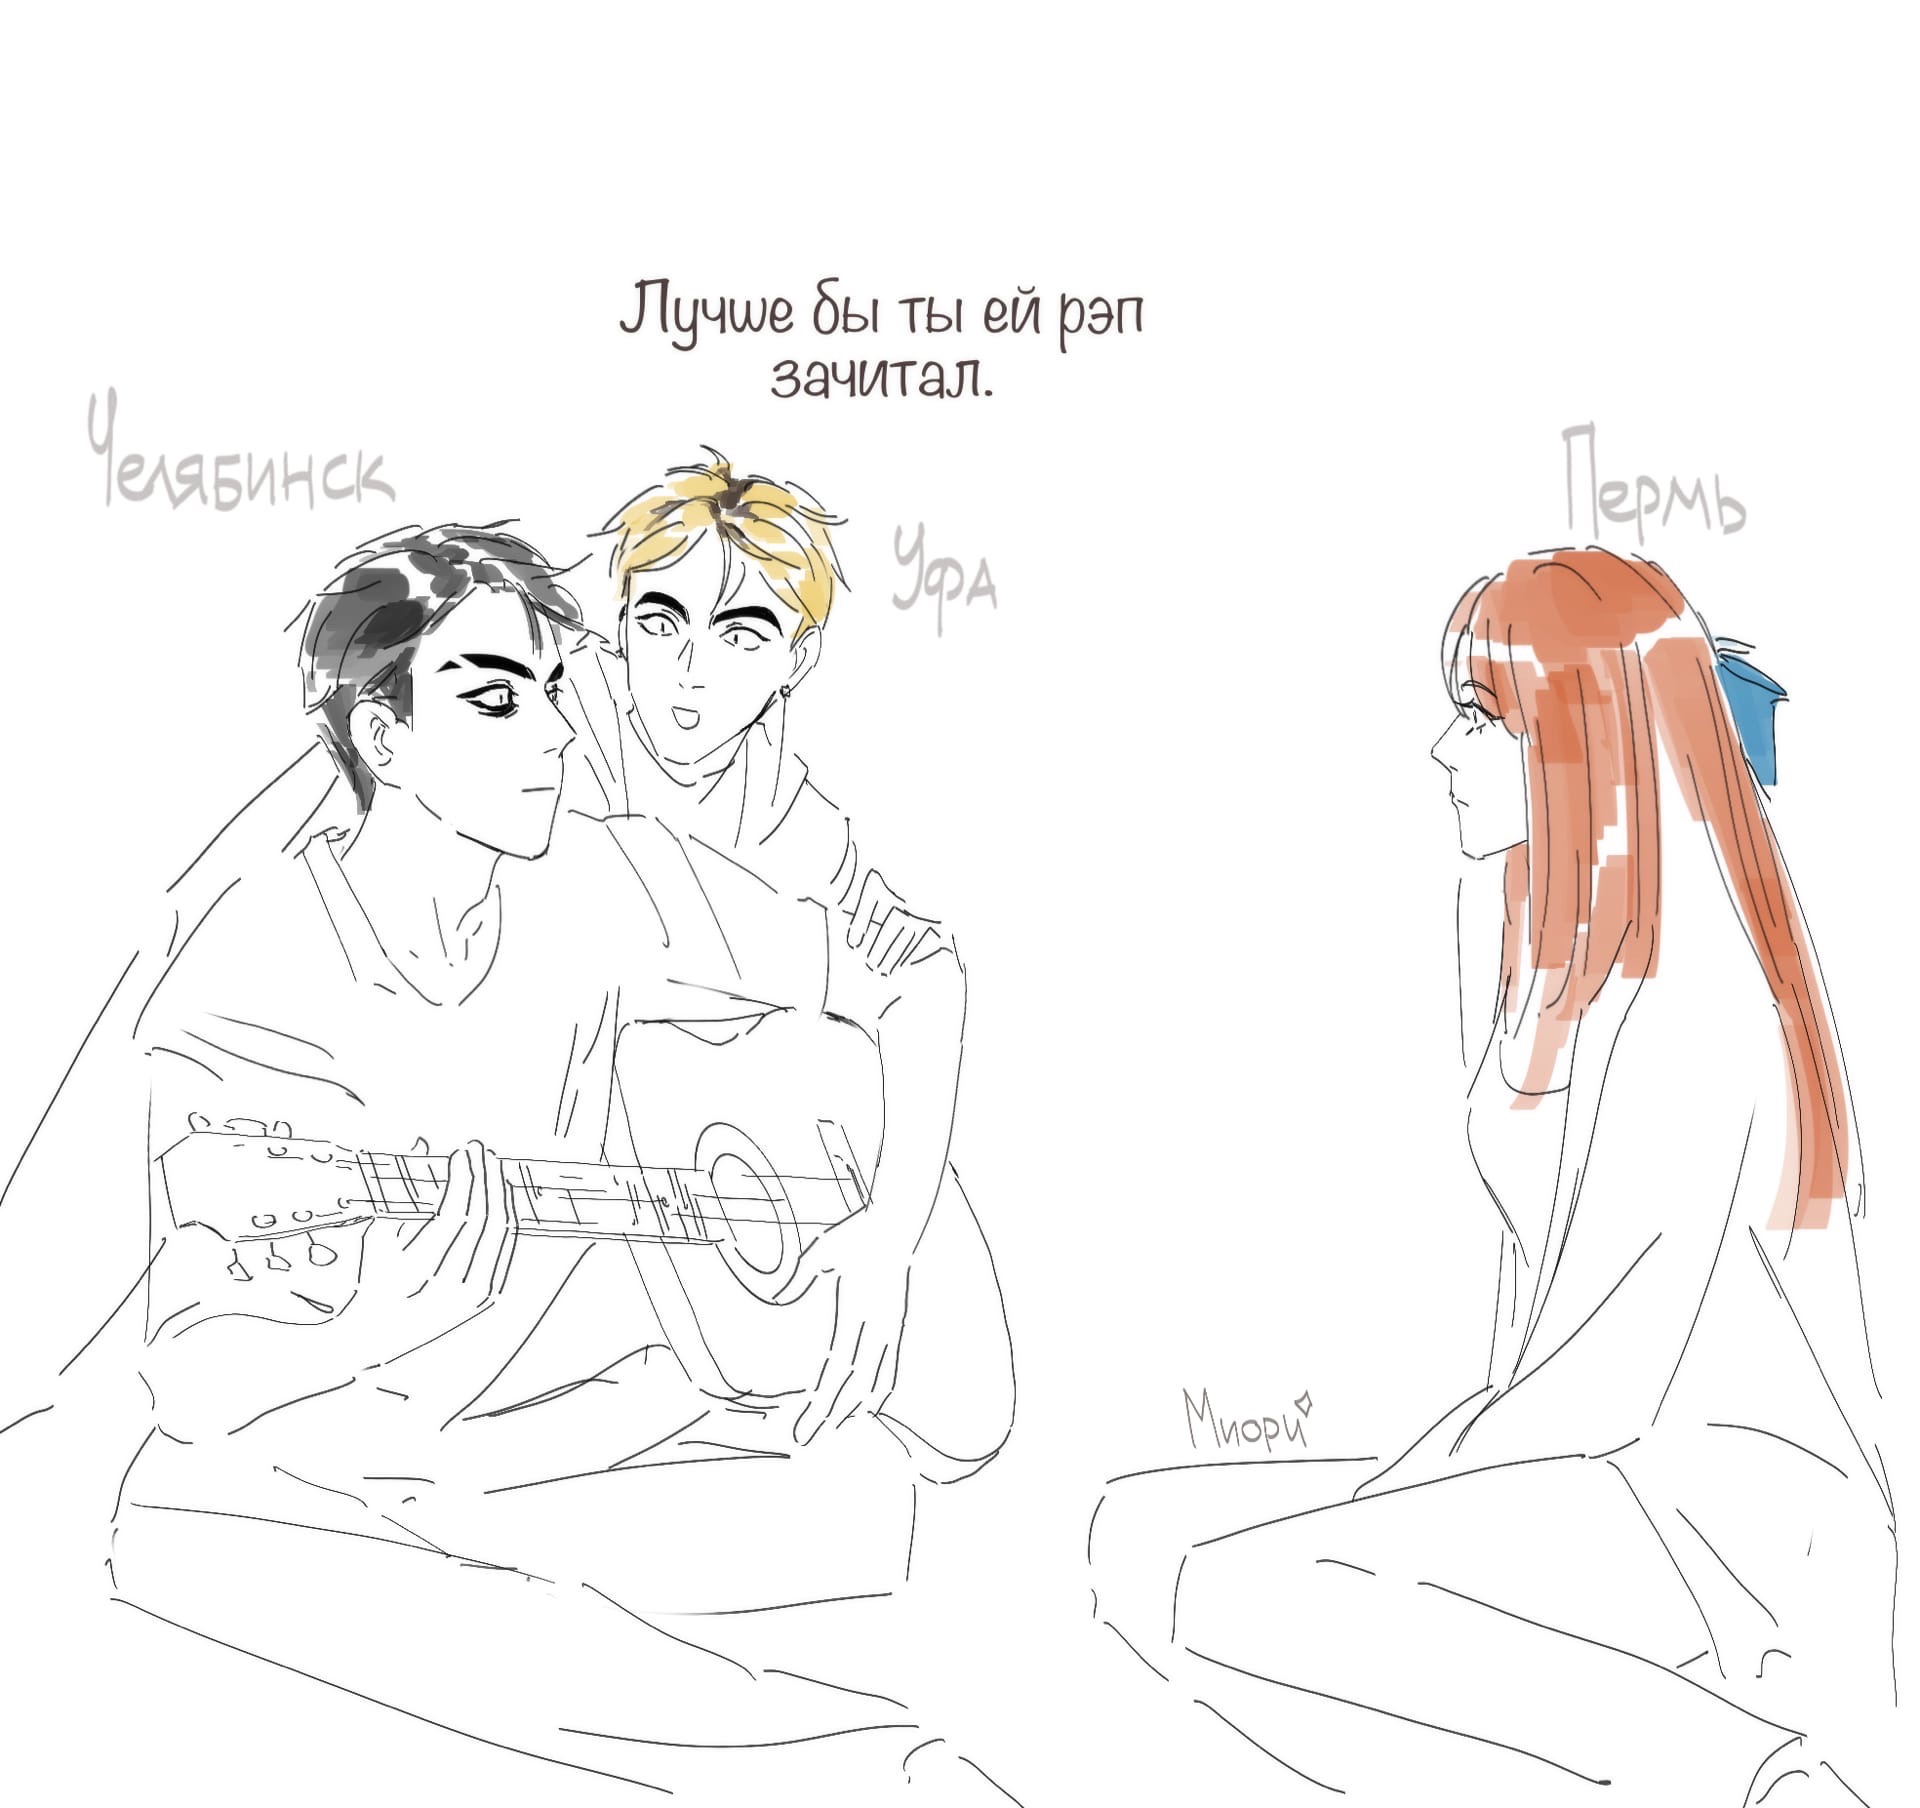 Лучше бы ты ей рэп
зачитал.
Челябинск
Уфа
Пермь
Миори